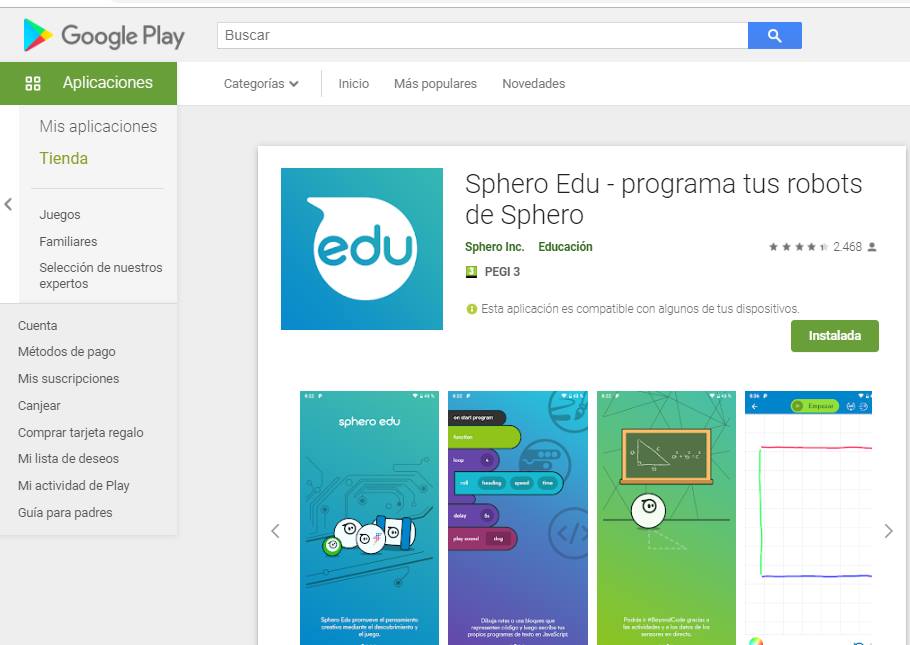 Google Play
Buscar
Aplicaciones
Categorías
Inicio
Más populares
Novedades
Mis aplicaciones
Tienda
Juegos
Familiares
Selección de nuestros
expertos
Cuenta
Métodos de pago
Mis suscripciones
Canjear
Comprar tarjeta regalo
Mi lista de deseos
Mi actividad de Play
Guía para padres
edu
Sphero Edu - programa tus robots
de Sphero
Sphero Inc. Educación
2.468
3 PEGI 3
Esta aplicación es compatible con algunos de tus dispositivos.
Instalada
sphero edu
Sphero Edu promueve el pensamiento
creativo mediante el descubrimiento y
el juego.
on start program
function
loop 4
roll heading speed time
delay 5s
play sound dog
Dibuja rutas o usa bloques que
representen código y luego escribe tus
propios programas de texto en JavaScript
Podrás ir #BeyondCode gracias a
las actividades y a los datos de los
sensores en directo.
Empezar